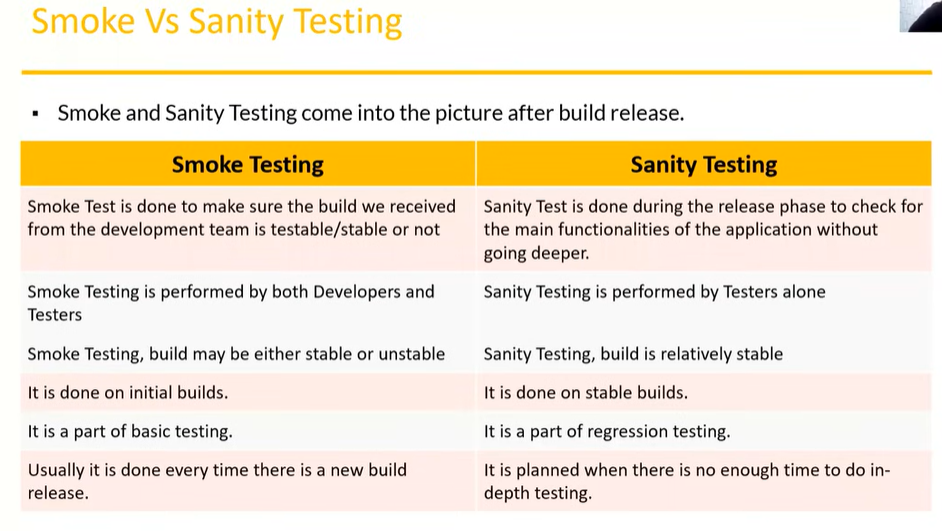 Smoke Vs Sanity Testing
▪ Smoke and Sanity Testing come into the picture after build release.
Smoke Testing
Sanity Testing
Smoke Test is done to make sure the build we received
from the development team is testable/stable or not
Sanity Test is done during the release phase to check for
the main functionalities of the application without
going deeper.
Smoke Testing is performed by both Developers and
Testers
Sanity Testing is performed by Testers alone
Smoke Testing, build may be either stable or unstable
Sanity Testing, build is relatively stable
It is done on initial builds.
It is done on stable builds.
It is a part of basic testing.
It is a part of regression testing.
Usually it is done every time there is a new build
release.
It is planned when there is no enough time to do in-
depth testing.